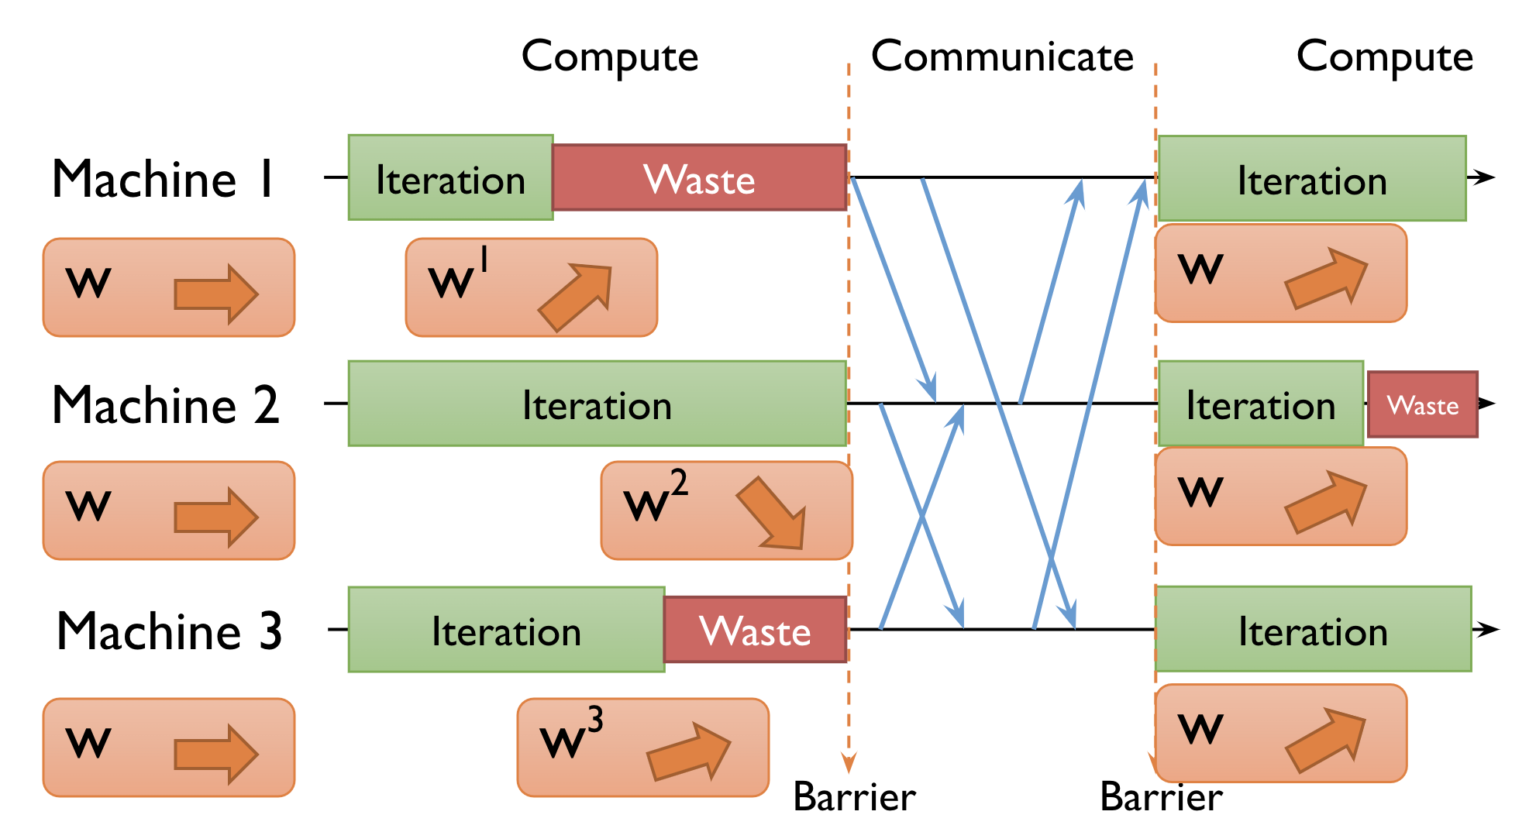 Compute Communicate Compute
Machine 1 Iteration Waste Iteration
w w¹ w
Machine 2 Iteration Iteration Waste
w w² w
Machine 3 Iteration Waste Iteration
w w³ w
Barrier Barrier